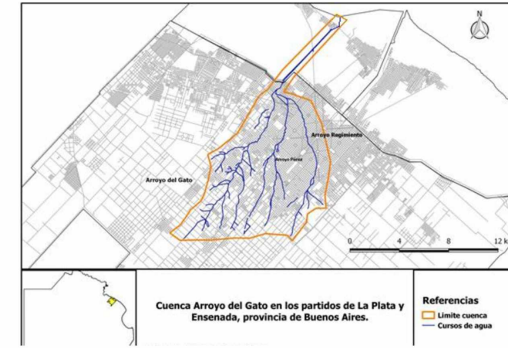 N
Arroyo Regimiento
Arroyo Pérez
Arroyo del Gato
0 4 8 12 k
Cuenca Arroyo del Gato en los partidos de La Plata y
Ensenada, provincia de Buenos Aires.
Referencias
Límite cuenca
Cursos de agua